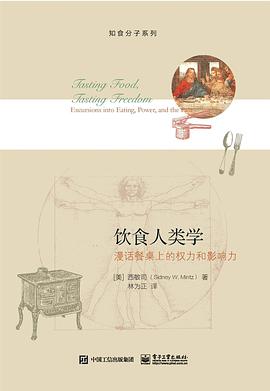 知食分子系列
Tasting Food,
Tasting Freedom
Excursions into Eating, Power, and the Past
饮食人类学
漫话餐桌上的权力和影响力
[美] 西敏司 (Sidney W. Mintz) 著
林为正 译
中国工信出版集团
电子工业出版社